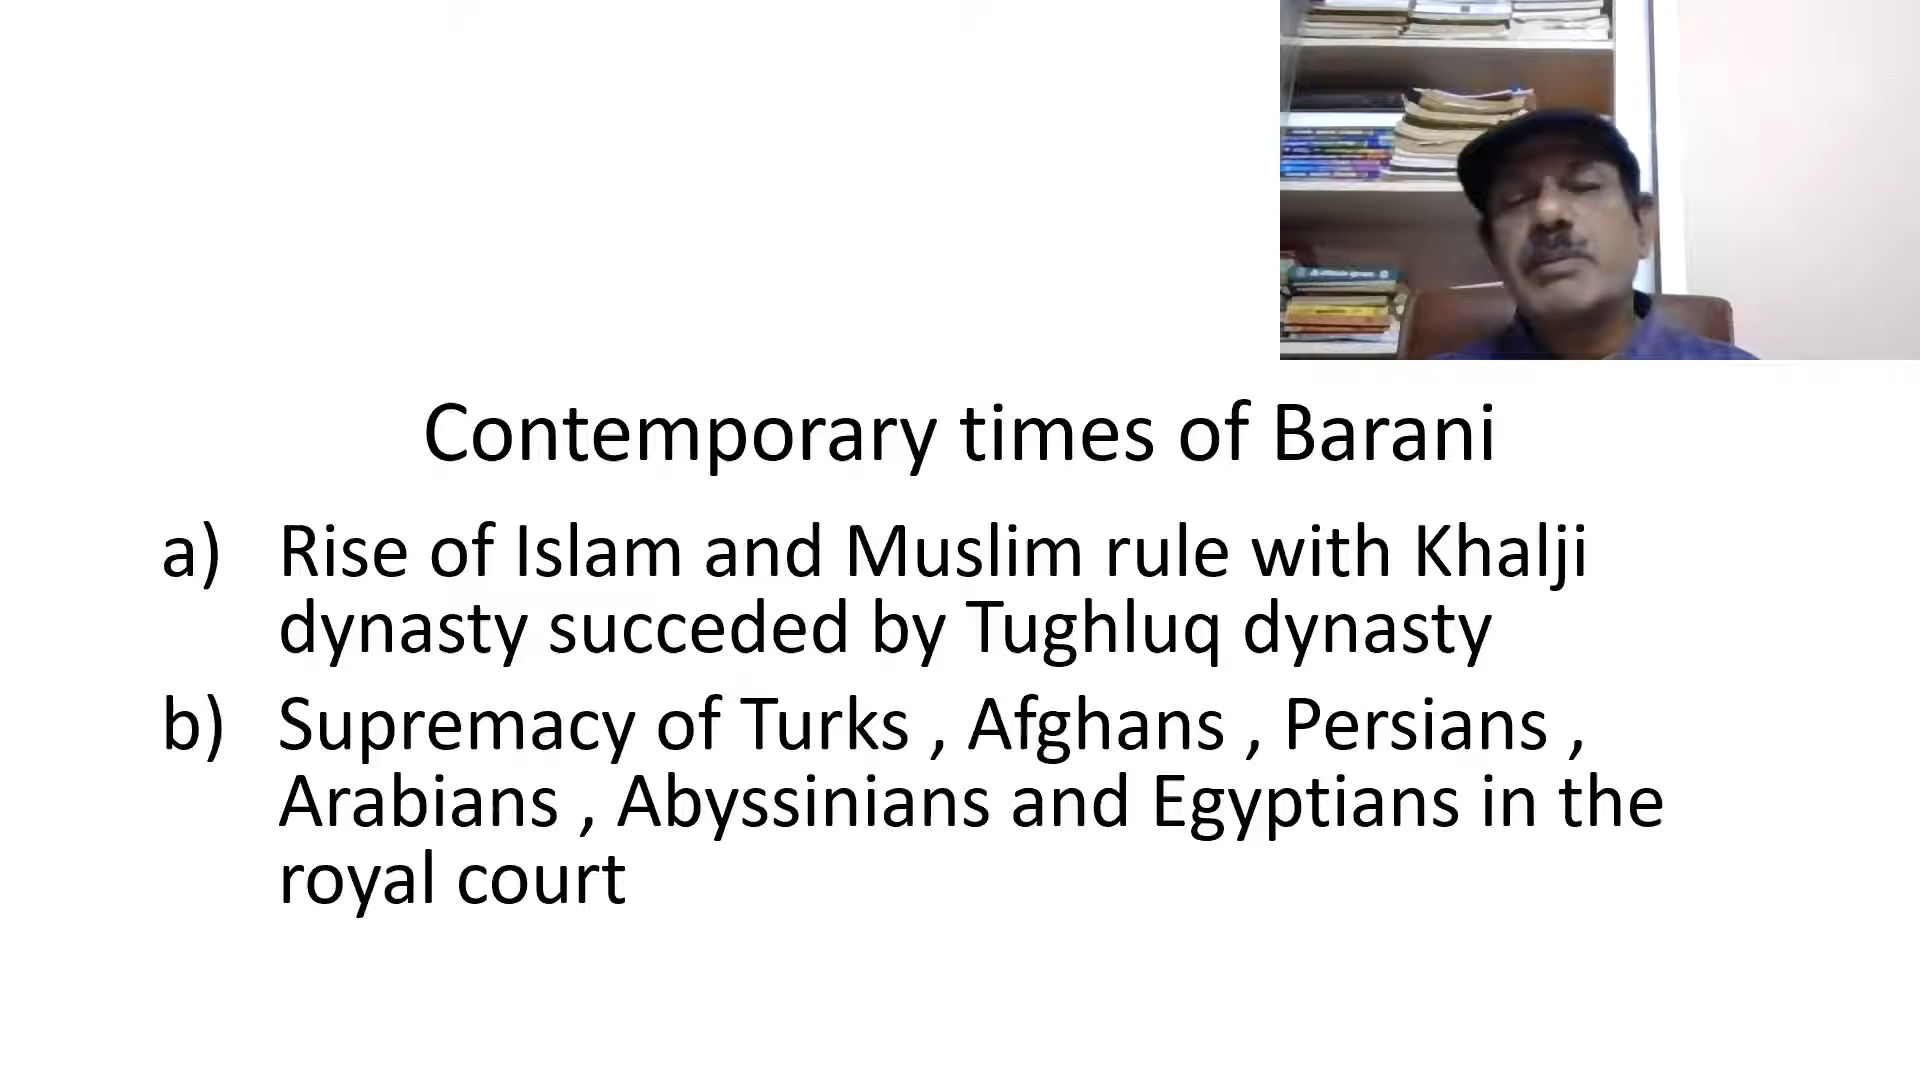 Contemporary times of Barani
a) Rise of Islam and Muslim rule with Khalji
dynasty succeded by Tughluq dynasty
b) Supremacy of Turks , Afghans , Persians ,
Arabians , Abyssinians and Egyptians in the
royal court